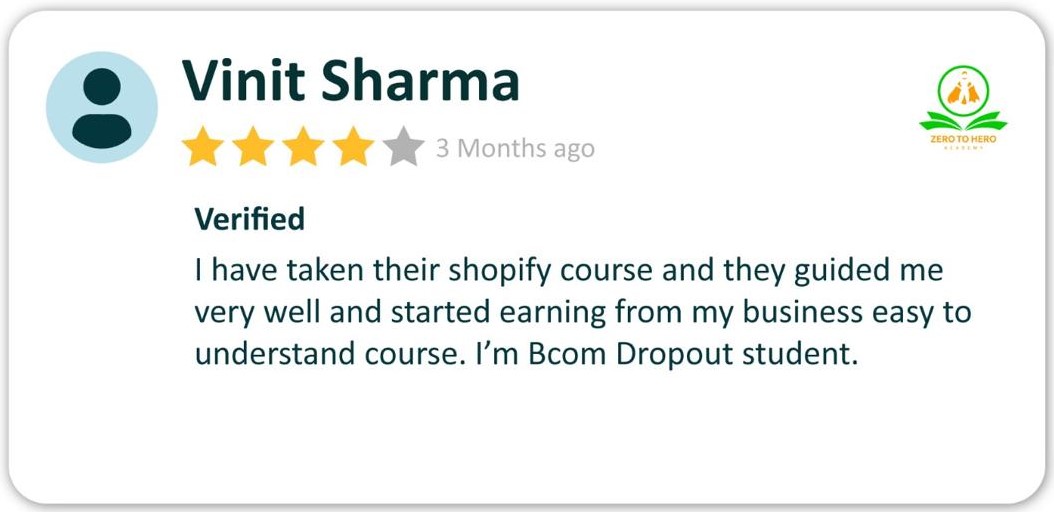 Vinit Sharma
3 Months ago
ZERO TO HERO
ACADEMY
Verified
I have taken their shopify course and they guided me
very well and started earning from my business easy to
understand course. I’m Bcom Dropout student.